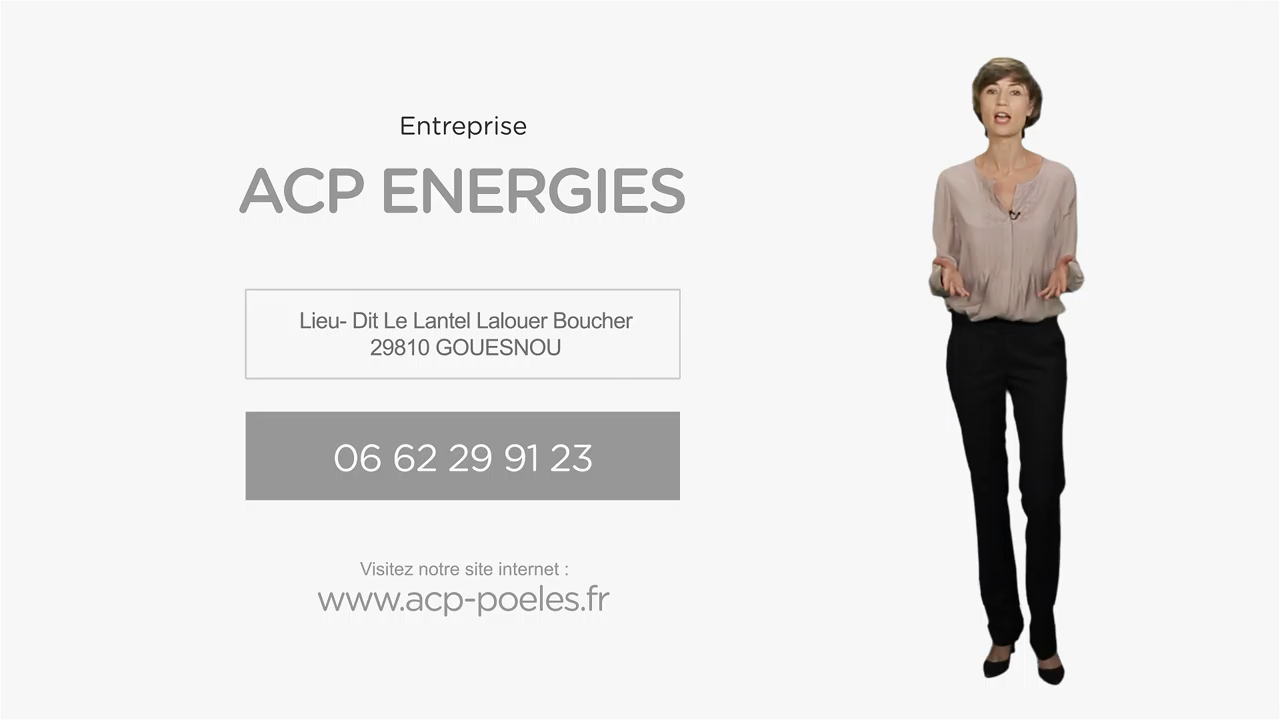 Entreprise
ACP ENERGIES
Lieu- Dit Le Lantel Lalouer Boucher
29810 GOUESNOU
06 62 29 91 23
Visitez notre site internet :
www.acp-poeles.fr